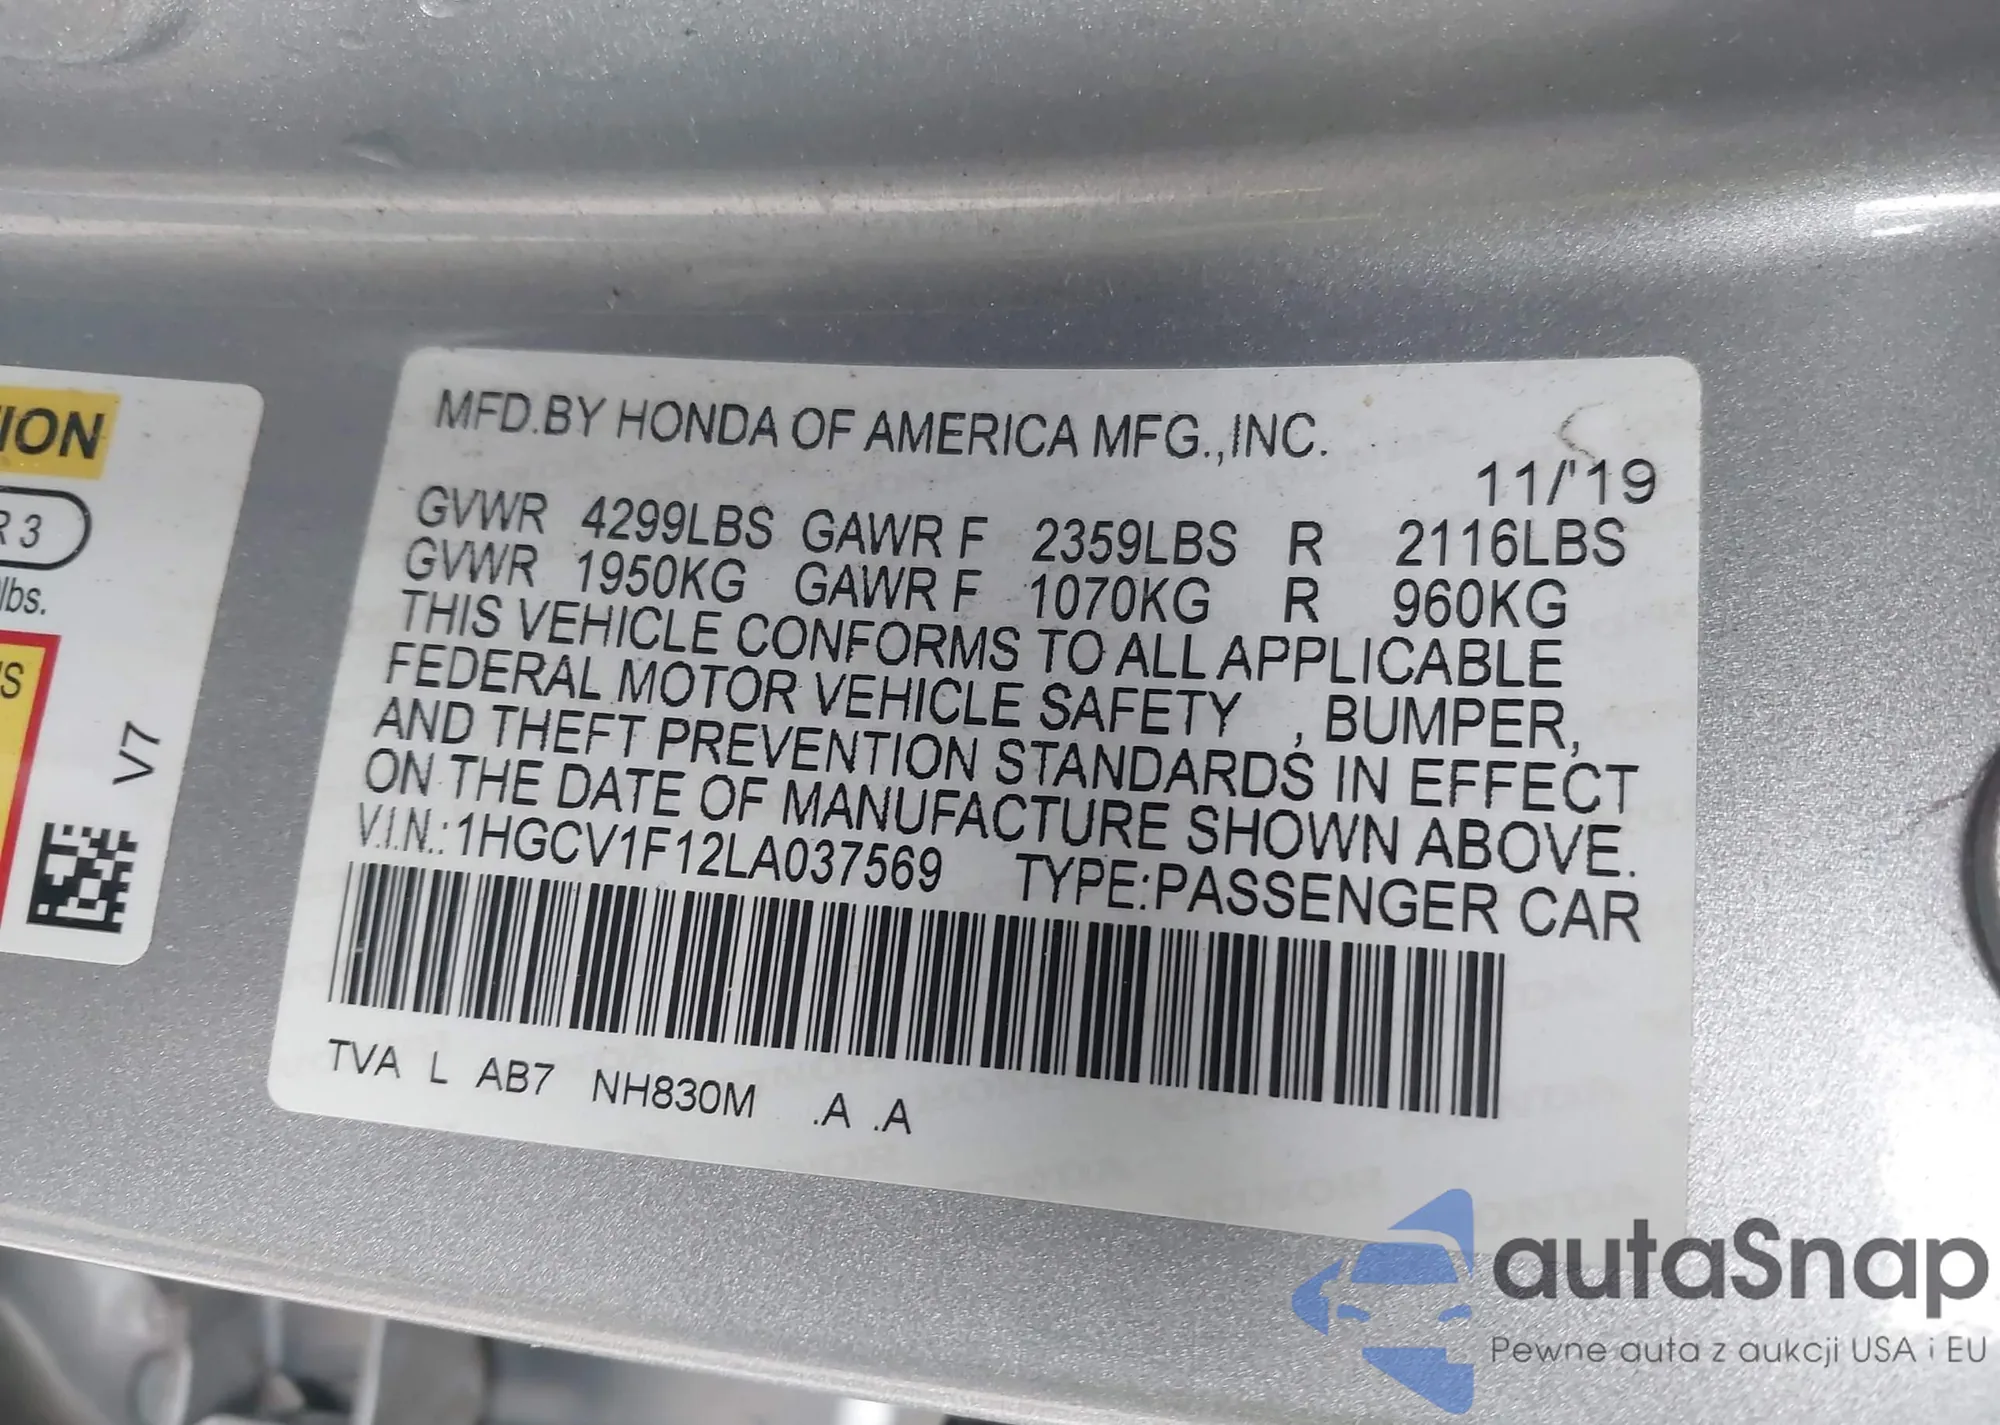 ION
R 3
lbs.
S
V7
MFD.BY HONDA OF AMERICA MFG.,INC.
11/'19
GVWR 4299LBS GAWR F 2359LBS R 2116LBS
GVWR 1950KG GAWR F 1070KG R 960KG
THIS VEHICLE CONFORMS TO ALL APPLICABLE
FEDERAL MOTOR VEHICLE SAFETY , BUMPER,
AND THEFT PREVENTION STANDARDS IN EFFECT
ON THE DATE OF MANUFACTURE SHOWN ABOVE.
V.I.N.: 1HGCV1F12LA037569 TYPE:PASSENGER CAR
TVA L AB7 NH830M .A .A
autaSnap
Pewne auta z aukcji USA i EU